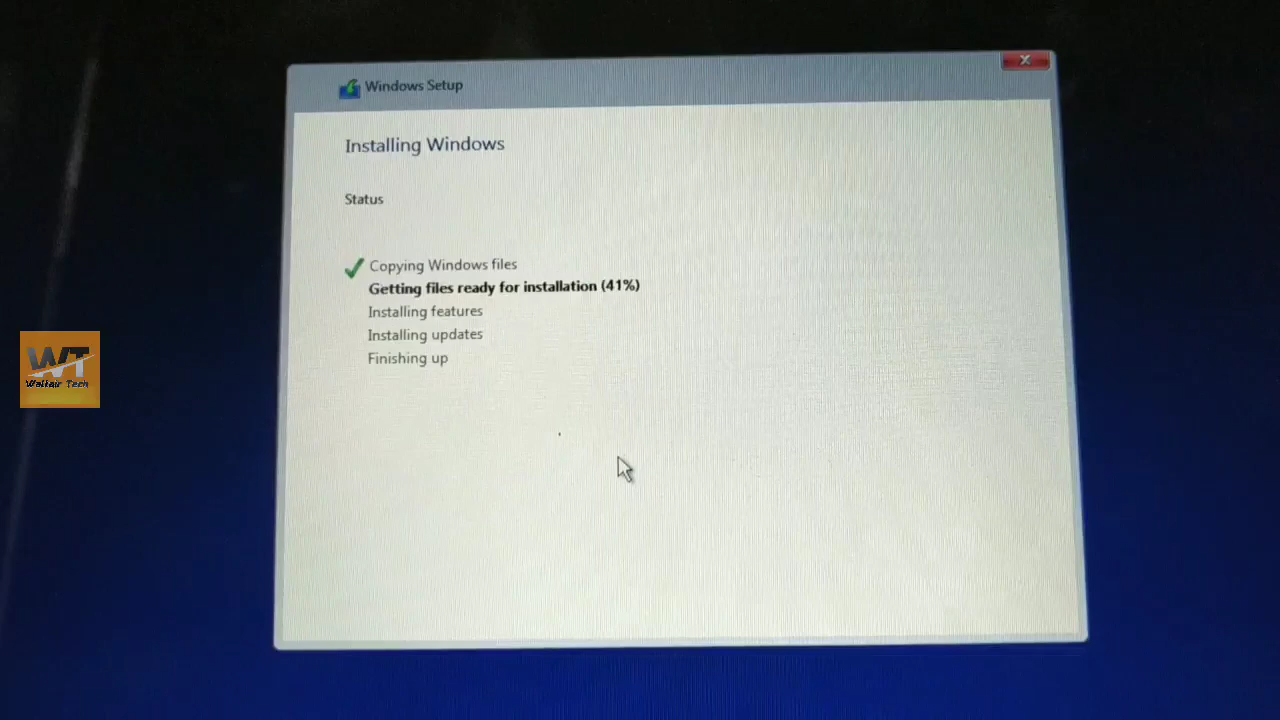 Windows Setup
Installing Windows
Status
Copying Windows files
Getting files ready for installation (41%)
Installing features
Installing updates
Finishing up
WT
Waltair Tech